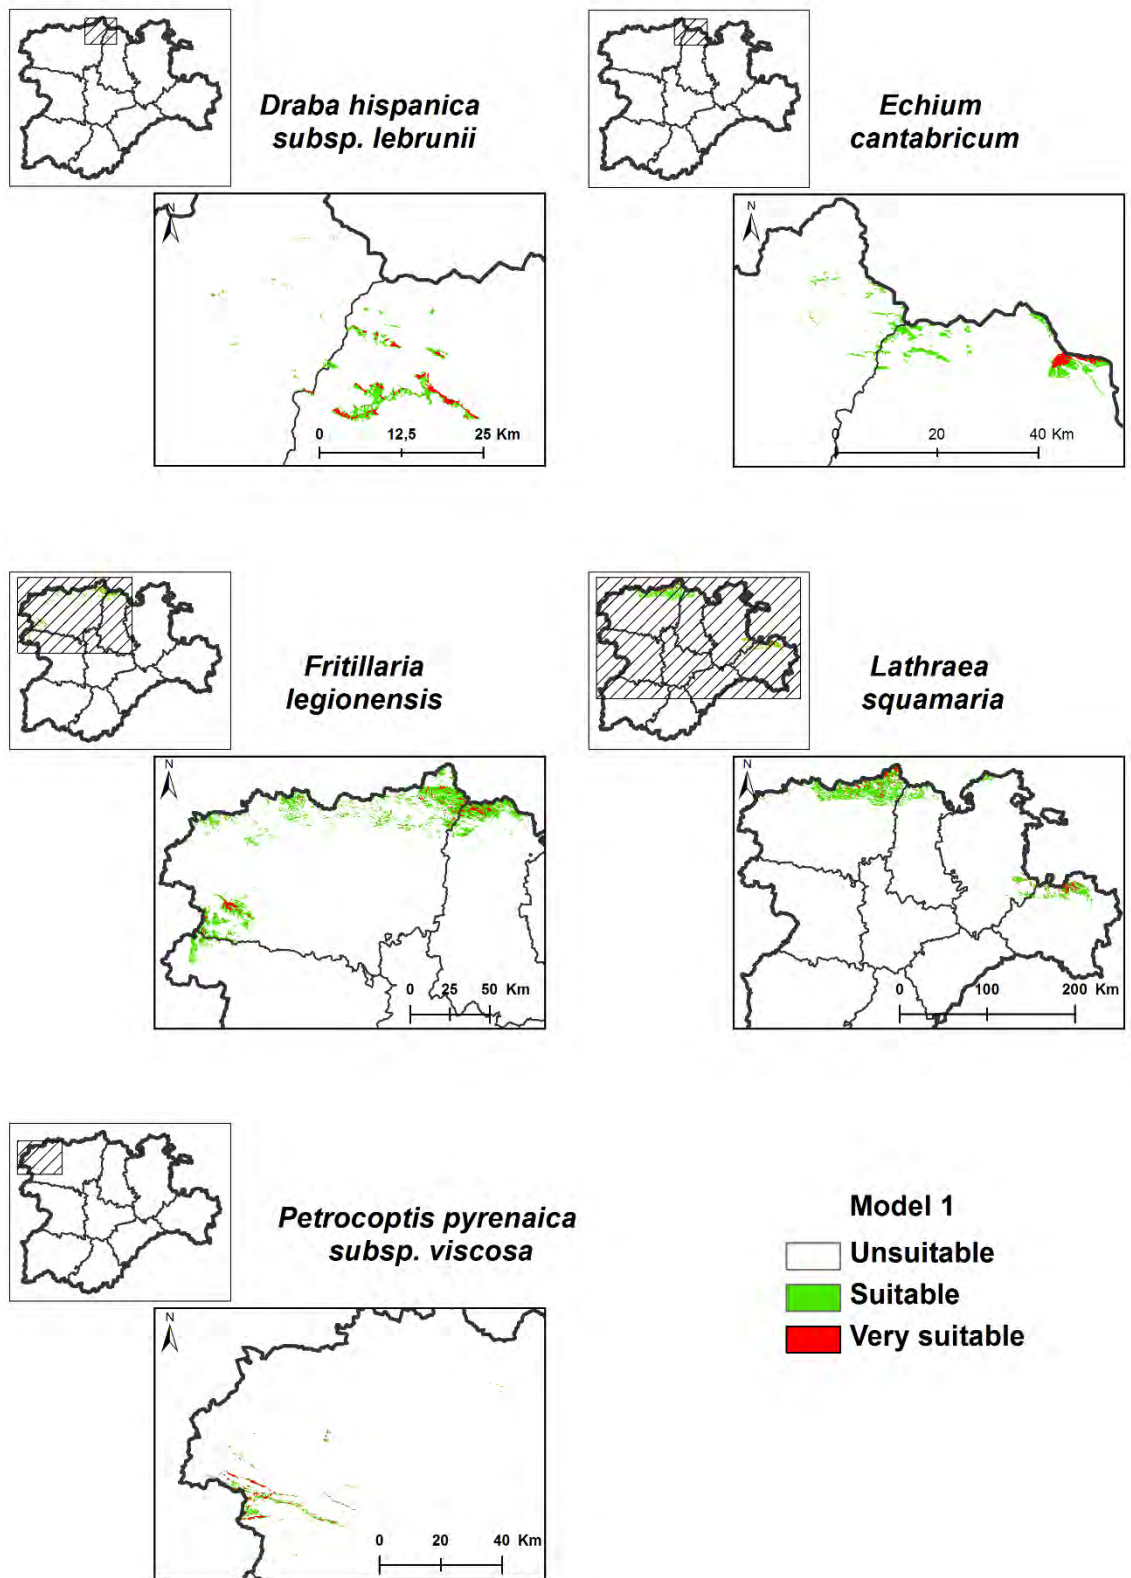 Draba hispanica
subsp. lebrunii
N
0 12,5 25 Km
Echium
cantabricum
N
0 20 40 Km
Fritillaria
legionensis
N
0 25 50 Km
Lathraea
squamaria
N
0 100 200 Km
Petrocoptis pyrenaica
subsp. viscosa
N
0 20 40 Km
Model 1
Unsuitable
Suitable
Very suitable